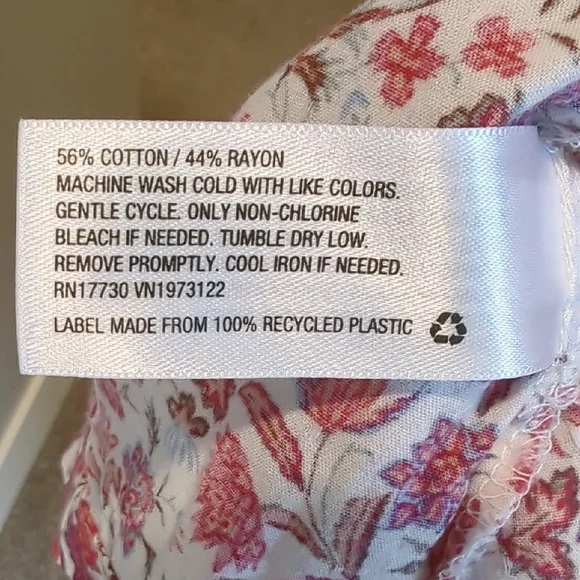 56% COTTON / 44% RAYON
MACHINE WASH COLD WITH LIKE COLORS.
GENTLE CYCLE. ONLY NON-CHLORINE
BLEACH IF NEEDED. TUMBLE DRY LOW.
REMOVE PROMPTLY. COOL IRON IF NEEDED.
RN17730 VN1973122
LABEL MADE FROM 100% RECYCLED PLASTIC